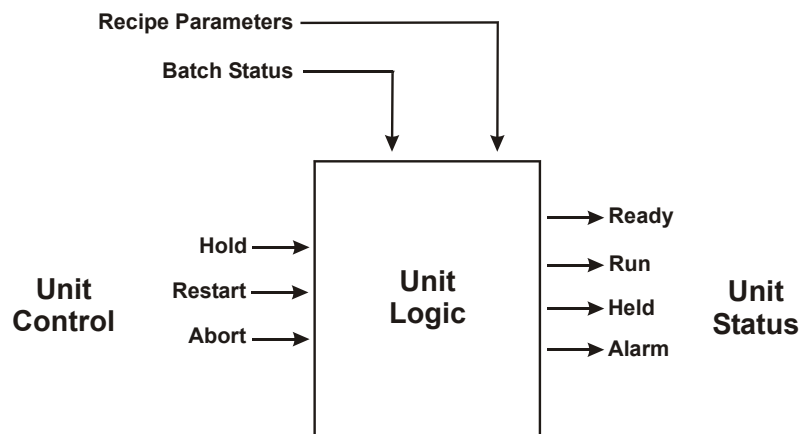 Recipe Parameters
Batch Status
Hold
Restart
Abort
Unit
Control
Unit
Logic
Ready
Run
Held
Alarm
Unit
Status